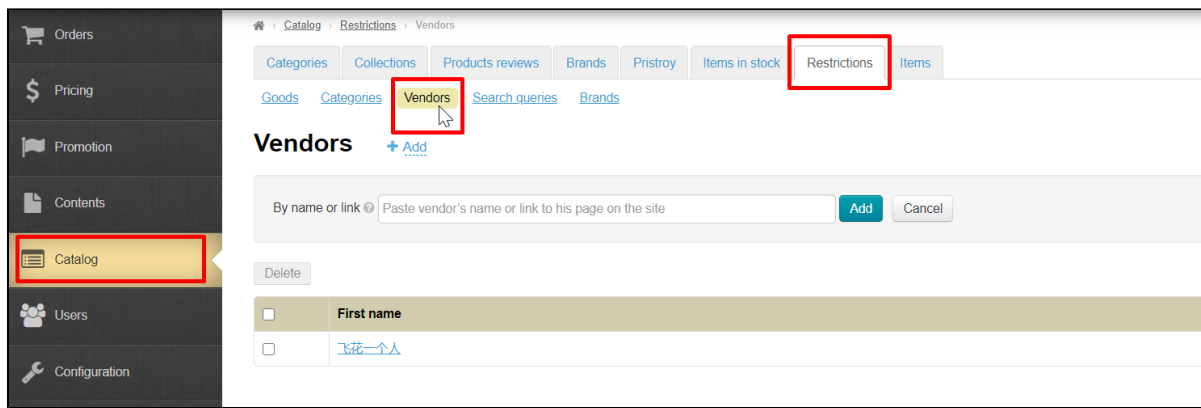 Orders
Pricing
Promotion
Contents
Catalog
Users
Configuration
Catalog › Restrictions › Vendors
Categories Collections Products reviews Brands Pristroy Items in stock Restrictions Items
Goods Categories Vendors Search queries Brands
Vendors + Add
By name or link ? Paste vendor's name or link to his page on the site Add Cancel
Delete
First name
飞花一个人